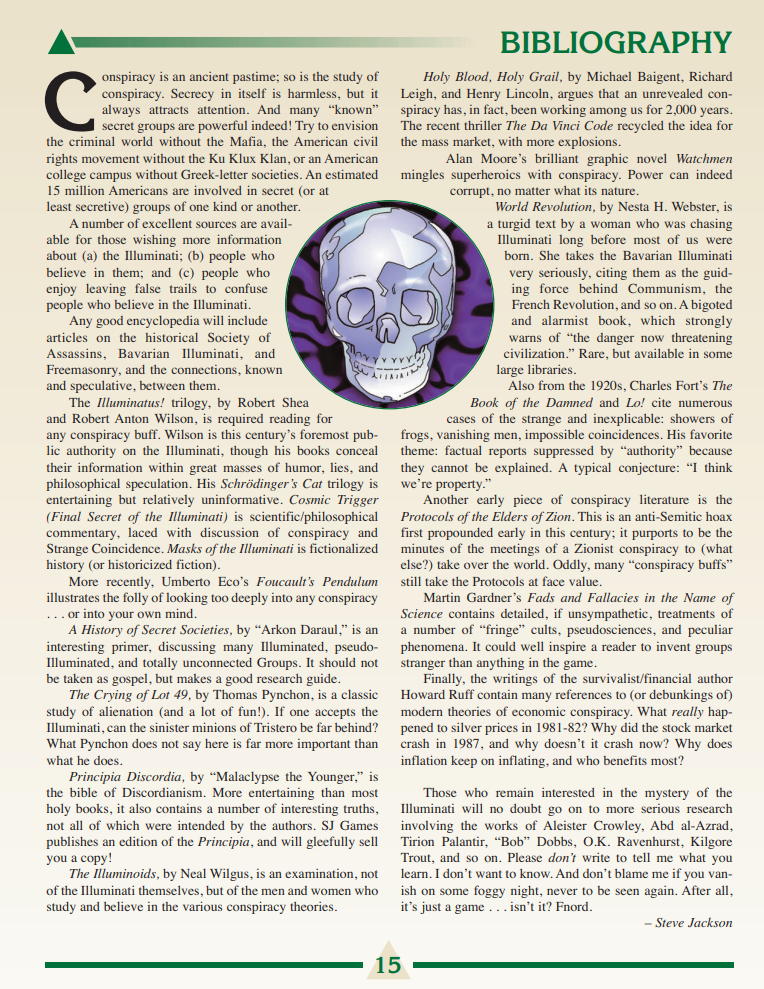 BIBLIOGRAPHY
Conspiracy is an ancient pastime; so is the study of
conspiracy. Secrecy in itself is harmless, but it
always attracts attention. And many “known”
secret groups are powerful indeed! Try to envision
the criminal world without the Mafia, the American civil
rights movement without the Ku Klux Klan, or an American
college campus without Greek-letter societies. An estimated
15 million Americans are involved in secret (or at
least secretive) groups of one kind or another.
A number of excellent sources are avail-
able for those wishing more information
about (a) the Illuminati; (b) people who
believe in them; and (c) people who
enjoy leaving false trails to confuse
people who believe in the Illuminati.
Any good encyclopedia will include
articles on the historical Society of
Assassins, Bavarian Illuminati, and
Freemasonry, and the connections, known
and speculative, between them.
The Illuminatus! trilogy, by Robert Shea
and Robert Anton Wilson, is required reading for
any conspiracy buff. Wilson is this century’s foremost pub-
lic authority on the Illuminati, though his books conceal
their information within great masses of humor, lies, and
philosophical speculation. His Schrödinger’s Cat trilogy is
entertaining but relatively uninformative. Cosmic Trigger
(Final Secret of the Illuminati) is scientific/philosophical
commentary, laced with discussion of conspiracy and
Strange Coincidence. Masks of the Illuminati is fictionalized
history (or historicized fiction).
More recently, Umberto Eco’s Foucault’s Pendulum
illustrates the folly of looking too deeply into any conspiracy
. . . or into your own mind.
A History of Secret Societies, by “Arkon Daraul,” is an
interesting primer, discussing many Illuminated, pseudo-
Illuminated, and totally unconnected Groups. It should not
be taken as gospel, but makes a good research guide.
The Crying of Lot 49, by Thomas Pynchon, is a classic
study of alienation (and a lot of fun!). If one accepts the
Illuminati, can the sinister minions of Tristero be far behind?
What Pynchon does not say here is far more important than
what he does.
Principia Discordia, by “Malaclypse the Younger,” is
the bible of Discordianism. More entertaining than most
holy books, it also contains a number of interesting truths,
not all of which were intended by the authors. SJ Games
publishes an edition of the Principia, and will gleefully sell
you a copy!
The Illuminoids, by Neal Wilgus, is an examination, not
of the Illuminati themselves, but of the men and women who
study and believe in the various conspiracy theories.
Holy Blood, Holy Grail, by Michael Baigent, Richard
Leigh, and Henry Lincoln, argues that an unrevealed con-
spiracy has, in fact, been working among us for 2,000 years.
The recent thriller The Da Vinci Code recycled the idea for
the mass market, with more explosions.
Alan Moore’s brilliant graphic novel Watchmen
mingles superheroics with conspiracy. Power can indeed
corrupt, no matter what its nature.
World Revolution, by Nesta H. Webster, is
a turgid text by a woman who was chasing
Illuminati long before most of us were
born. She takes the Bavarian Illuminati
very seriously, citing them as the guid-
ing force behind Communism, the
French Revolution, and so on. A bigoted
and alarmist book, which strongly
warns of “the danger now threatening
civilization.” Rare, but available in some
large libraries.
Also from the 1920s, Charles Fort’s The
Book of the Damned and Lo! cite numerous
cases of the strange and inexplicable: showers of
frogs, vanishing men, impossible coincidences. His favorite
theme: factual reports suppressed by “authority” because
they cannot be explained. A typical conjecture: “I think
we’re property.”
Another early piece of conspiracy literature is the
Protocols of the Elders of Zion. This is an anti-Semitic hoax
first propounded early in this century; it purports to be the
minutes of the meetings of a Zionist conspiracy to (what
else?) take over the world. Oddly, many “conspiracy buffs”
still take the Protocols at face value.
Martin Gardner’s Fads and Fallacies in the Name of
Science contains detailed, if unsympathetic, treatments of
a number of “fringe” cults, pseudosciences, and peculiar
phenomena. It could well inspire a reader to invent groups
stranger than anything in the game.
Finally, the writings of the survivalist/financial author
Howard Ruff contain many references to (or debunkings of)
modern theories of economic conspiracy. What really hap-
pened to silver prices in 1981-82? Why did the stock market
crash in 1987, and why doesn’t it crash now? Why does
inflation keep on inflating, and who benefits most?
Those who remain interested in the mystery of the
Illuminati will no doubt go on to more serious research
involving the works of Aleister Crowley, Abd al-Azrad,
Tirion Palantir, “Bob” Dobbs, O.K. Ravenhurst, Kilgore
Trout, and so on. Please don’t write to tell me what you
learn. I don’t want to know. And don’t blame me if you van-
ish on some foggy night, never to be seen again. After all,
it’s just a game . . . isn’t it? Fnord.
– Steve Jackson
15